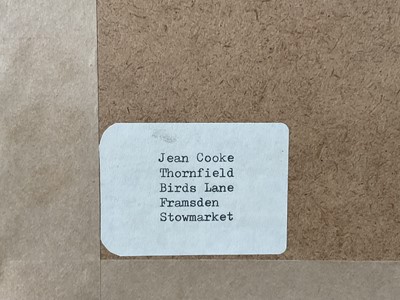 Jean Cooke
Thornfield
Birds Lane
Framsden
Stowmarket